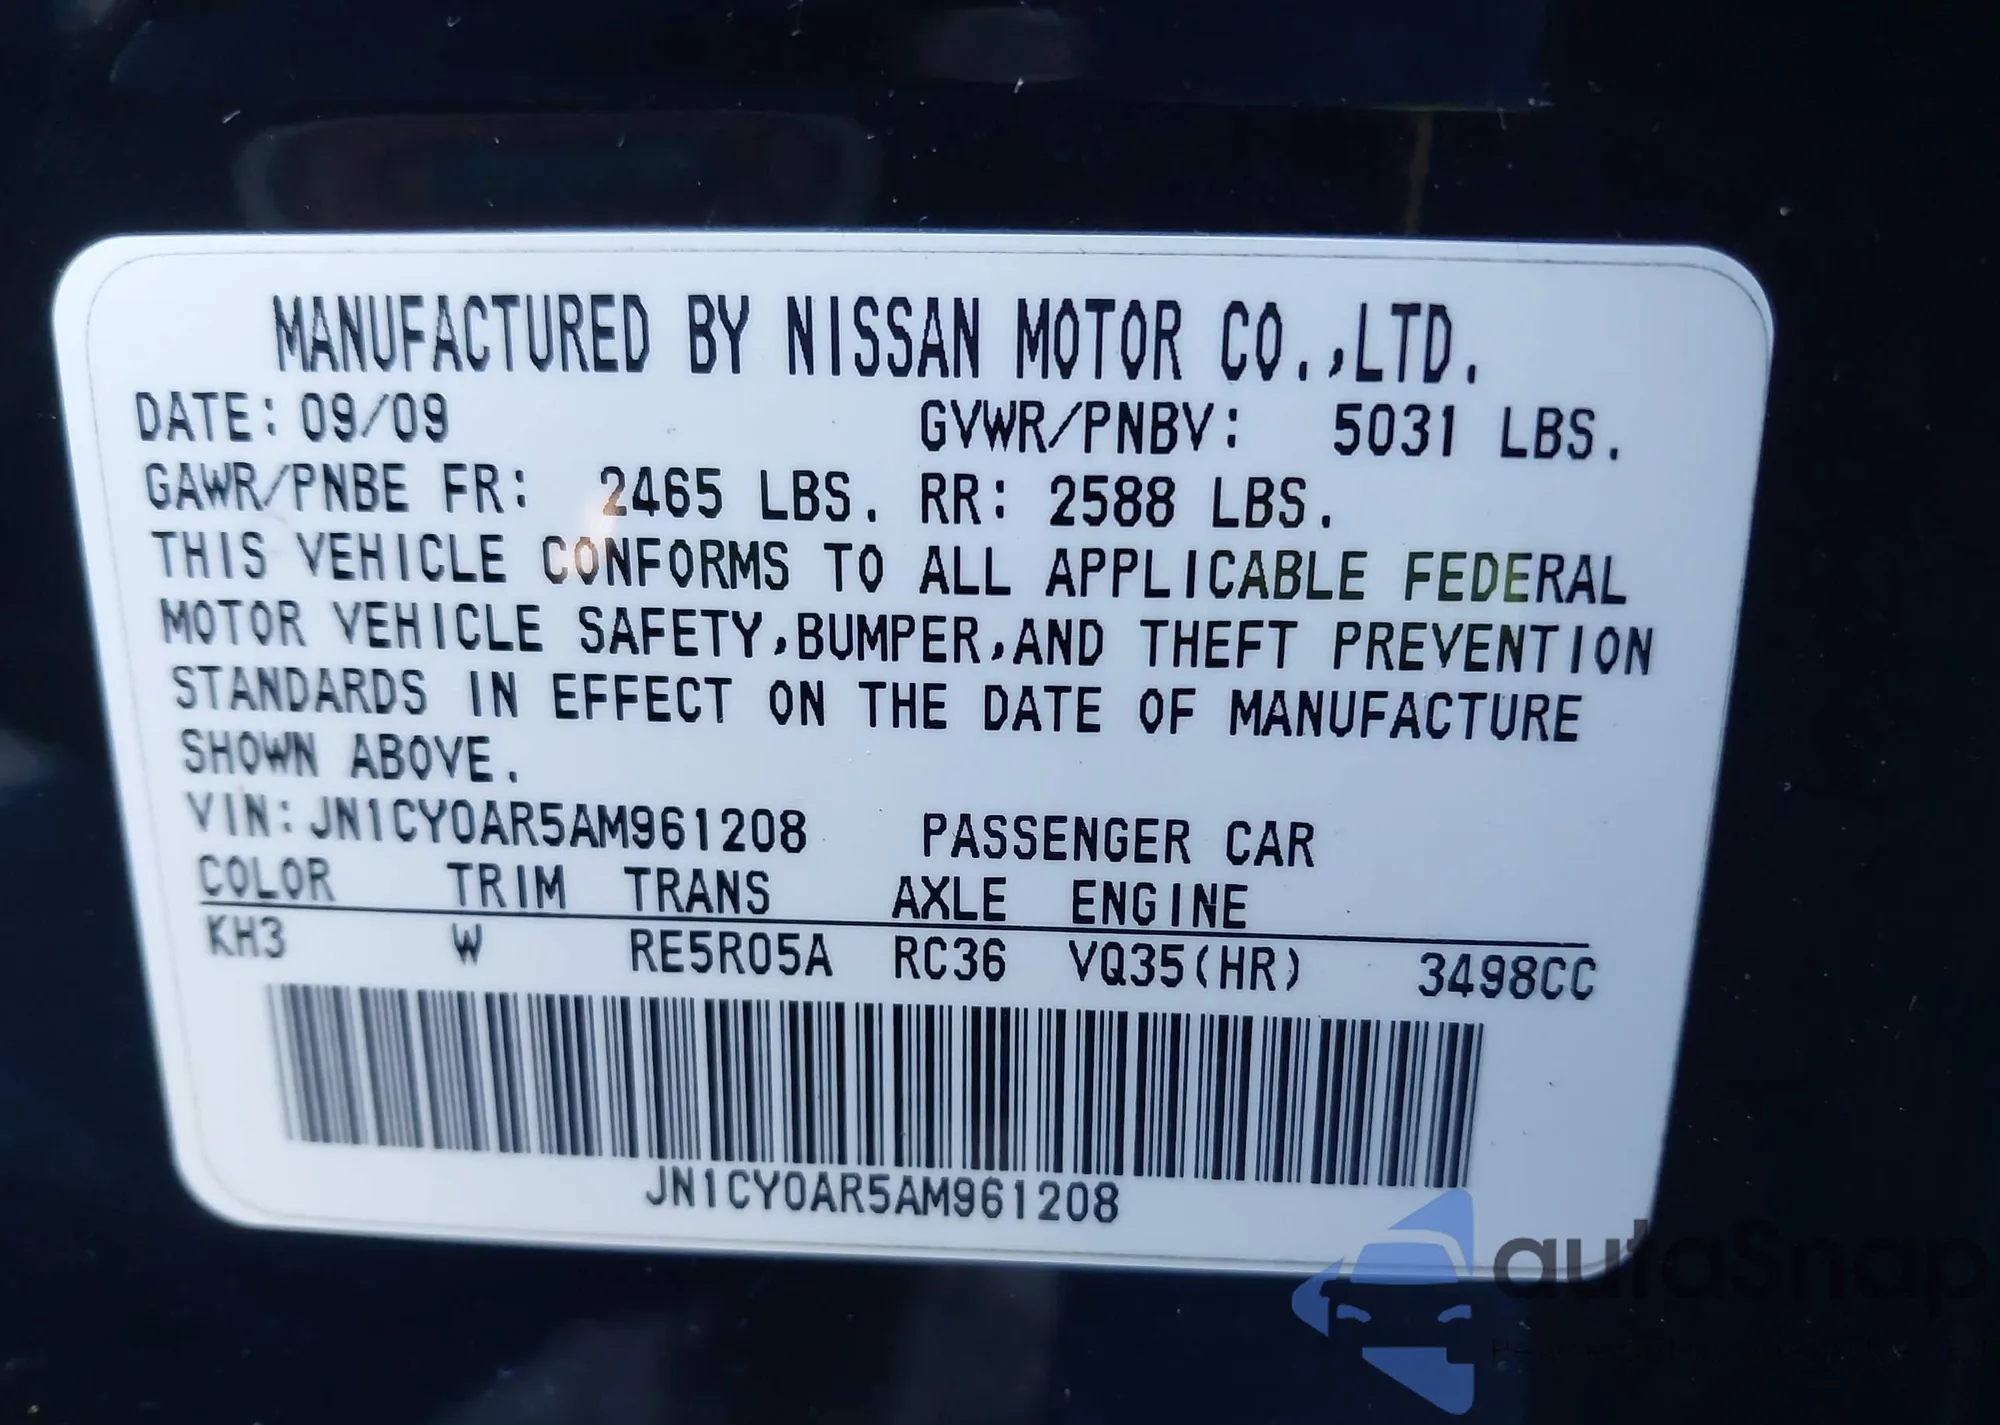 MANUFACTURED BY NISSAN MOTOR CO.,LTD.
DATE: 09/09 GVWR/PNBV: 5031 LBS.
GAWR/PNBE FR: 2465 LBS. RR: 2588 LBS.
THIS VEHICLE CONFORMS TO ALL APPLICABLE FEDERAL
MOTOR VEHICLE SAFETY,BUMPER,AND THEFT PREVENTION
STANDARDS IN EFFECT ON THE DATE OF MANUFACTURE
SHOWN ABOVE.
VIN: JN1CY0AR5AM961208 PASSENGER CAR
COLOR TRIM TRANS AXLE ENGINE
KH3 W RE5R05A RC36 VQ35(HR) 3498CC
JN1CY0AR5AM961208
autaSnap